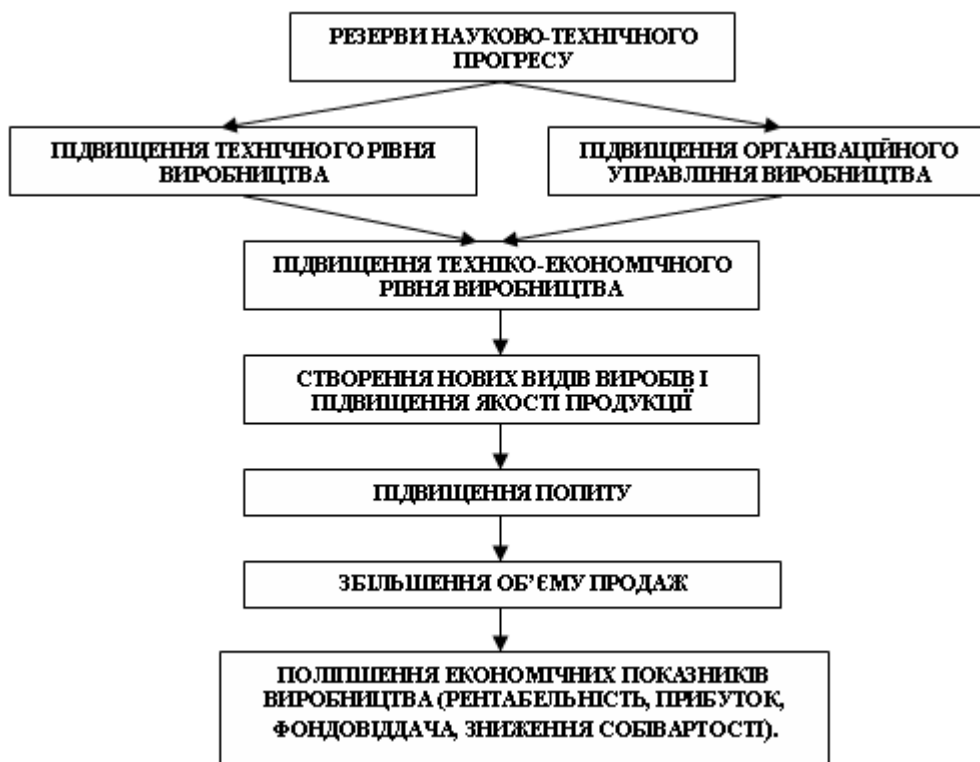 РЕЗЕРВИ НАУКОВО-ТЕХНІЧНОГО
ПРОГРЕСУ
ПІДВИЩЕННЯ ТЕХНІЧНОГО РІВНЯ
ВИРОБНИЦТВА
ПІДВИЩЕННЯ ОРГАНІЗАЦІЙНОГО
УПРАВЛІННЯ ВИРОБНИЦТВА
ПІДВИЩЕННЯ ТЕХНІКО-ЕКОНОМІЧНОГО
РІВНЯ ВИРОБНИЦТВА
СТВОРЕННЯ НОВИХ ВИДІВ ВИРОБІВ І
ПІДВИЩЕННЯ ЯКОСТІ ПРОДУКЦІЇ
ПІДВИЩЕННЯ ПОПИТУ
ЗБІЛЬШЕННЯ ОБ’ЄМУ ПРОДАЖ
ПОЛІПШЕННЯ ЕКОНОМІЧНИХ ПОКАЗНИКІВ
ВИРОБНИЦТВА (РЕНТАБЕЛЬНІСТЬ, ПРИБУТОК,
ФОНДОВІДДАЧА, ЗНИЖЕННЯ СОБІВАРТОСТІ).